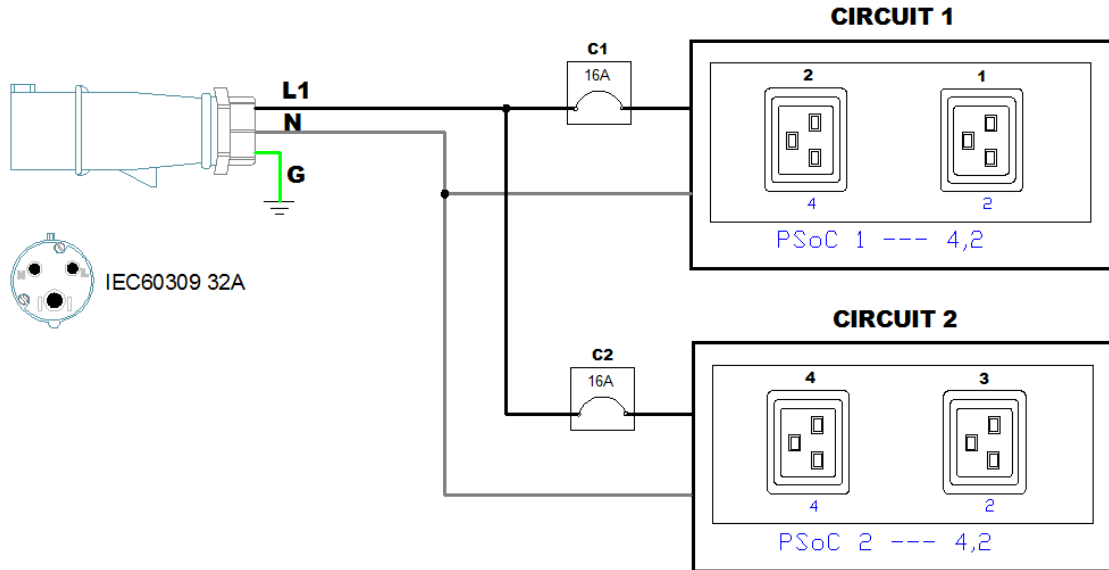 CIRCUIT 1
C1
16A
L1
N
G
2
1
4
2
PSoC 1 --- 4,2
N
L
IEC60309 32A
CIRCUIT 2
C2
16A
4
3
4
2
PSoC 2 --- 4,2